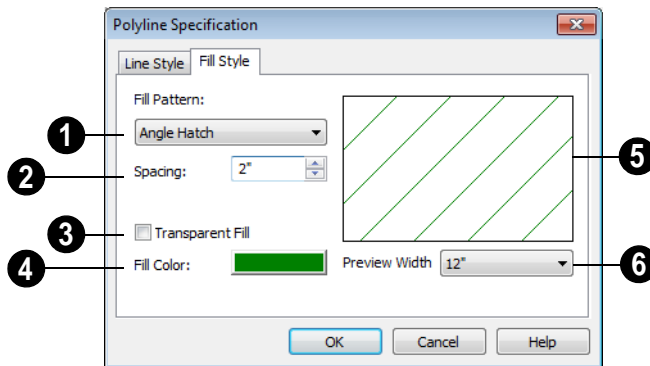 Polyline Specification
Line Style
Fill Style
Fill Pattern:
1
Angle Hatch
2
Spacing:
2"
5
3
Transparent Fill
4
Fill Color:
Preview Width
12"
6
OK
Cancel
Help